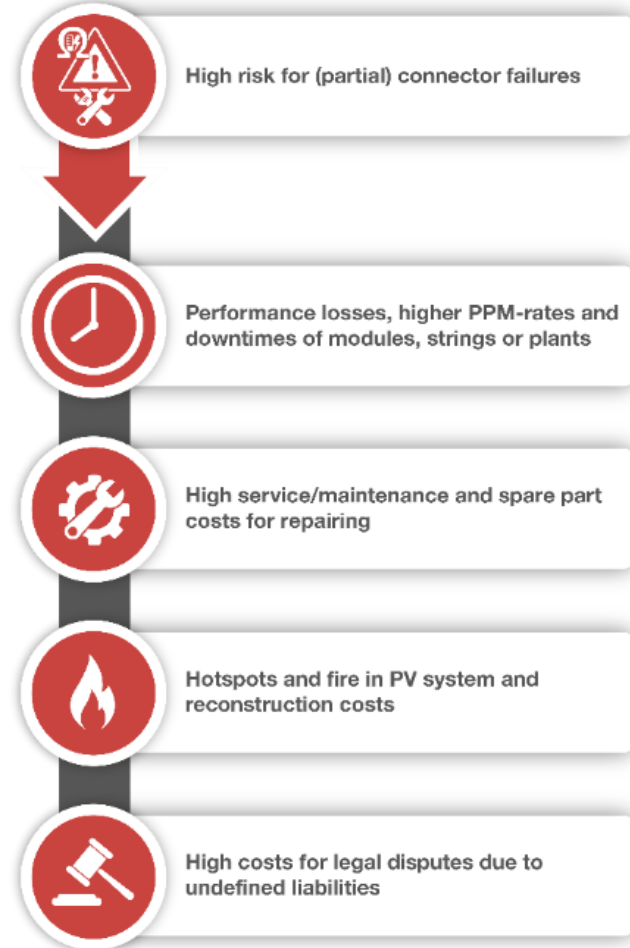 Ω
High risk for (partial) connector failures
Performance losses, higher PPM-rates and
downtimes of modules, strings or plants
High service/maintenance and spare part
costs for repairing
Hotspots and fire in PV system and
reconstruction costs
High costs for legal disputes due to
undefined liabilities